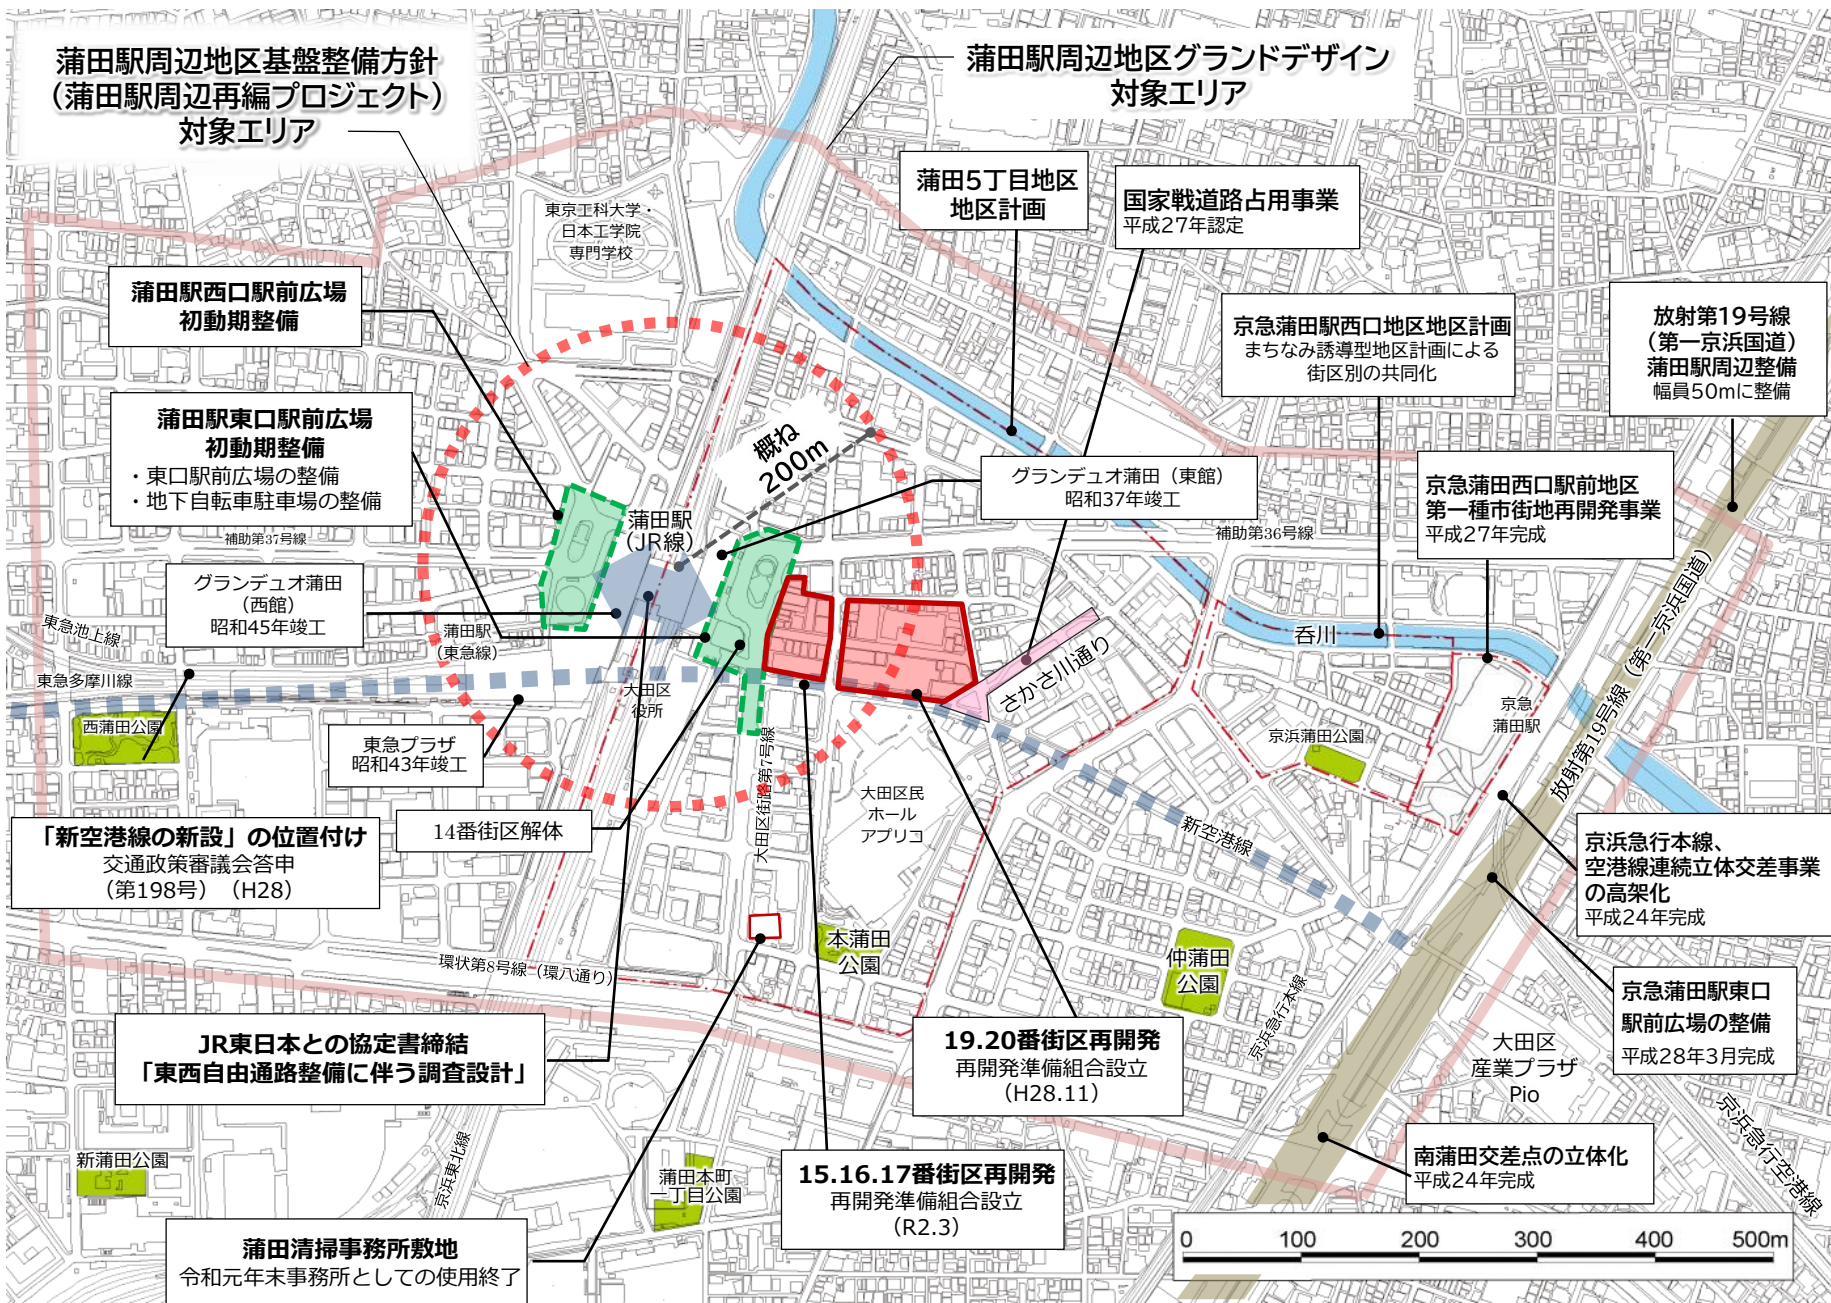 蒲田駅周辺地区基盤整備方針
（蒲田駅周辺再編プロジェクト）
対象エリア
蒲田駅周辺地区グランドデザイン
対象エリア
蒲田5丁目地区
地区計画
国家戦道路占用事業
平成27年認定
東京工科大学・
日本工学院
専門学校
蒲田駅西口駅前広場
初動期整備
京急蒲田駅西口地区地区計画
まちなみ誘導型地区計画による
街区別の共同化
放射第19号線
（第一京浜国道）
蒲田駅周辺整備
幅員50mに整備
蒲田駅東口駅前広場
初動期整備
・東口駅前広場の整備
・地下自転車駐車場の整備
概ね
200m
グランデュオ蒲田（東館）
昭和37年竣工
京急蒲田西口駅前地区
第一種市街地再開発事業
平成27年完成
蒲田駅
（JR線）
補助第37号線
補助第36号線
グランデュオ蒲田
（西館）
昭和45年竣工
東急池上線
蒲田駅
（東急線）
呑川
さかさ川通り
東急多摩川線
大田区
役所
西蒲田公園
京急
蒲田駅
京浜蒲田公園
放射第19号線（第一京浜国道）
東急プラザ
昭和43年竣工
大田区街路第7号線
大田区民
ホール
アプリコ
新空港線
14番街区解体
「新空港線の新設」の位置付け
交通政策審議会答申
（第198号）（H28）
京浜急行本線、
空港線連続立体交差事業
の高架化
平成24年完成
本蒲田
公園
仲蒲田
公園
環状第8号線（環八通り）
京浜急行本線
京急蒲田駅東口
駅前広場の整備
平成28年3月完成
JR東日本との協定書締結
「東西自由通路整備に伴う調査設計」
19.20番街区再開発
再開発準備組合設立
（H28.11）
大田区
産業プラザ
Pio
京浜急行空港線
新蒲田公園
京浜東北線
蒲田本町
一丁目公園
15.16.17番街区再開発
再開発準備組合設立
（R2.3）
南蒲田交差点の立体化
平成24年完成
蒲田清掃事務所敷地
令和元年末事務所としての使用終了
0 100 200 300 400 500m